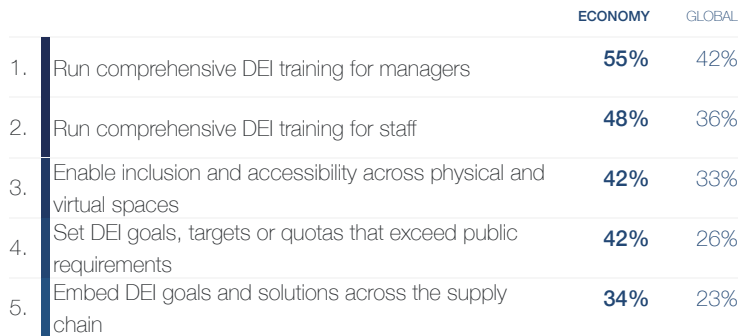 ECONOMY GLOBAL
1. Run comprehensive DEI training for managers 55% 42%
2. Run comprehensive DEI training for staff 48% 36%
3. Enable inclusion and accessibility across physical and
virtual spaces 42% 33%
4. Set DEI goals, targets or quotas that exceed public
requirements 42% 26%
5. Embed DEI goals and solutions across the supply
chain 34% 23%